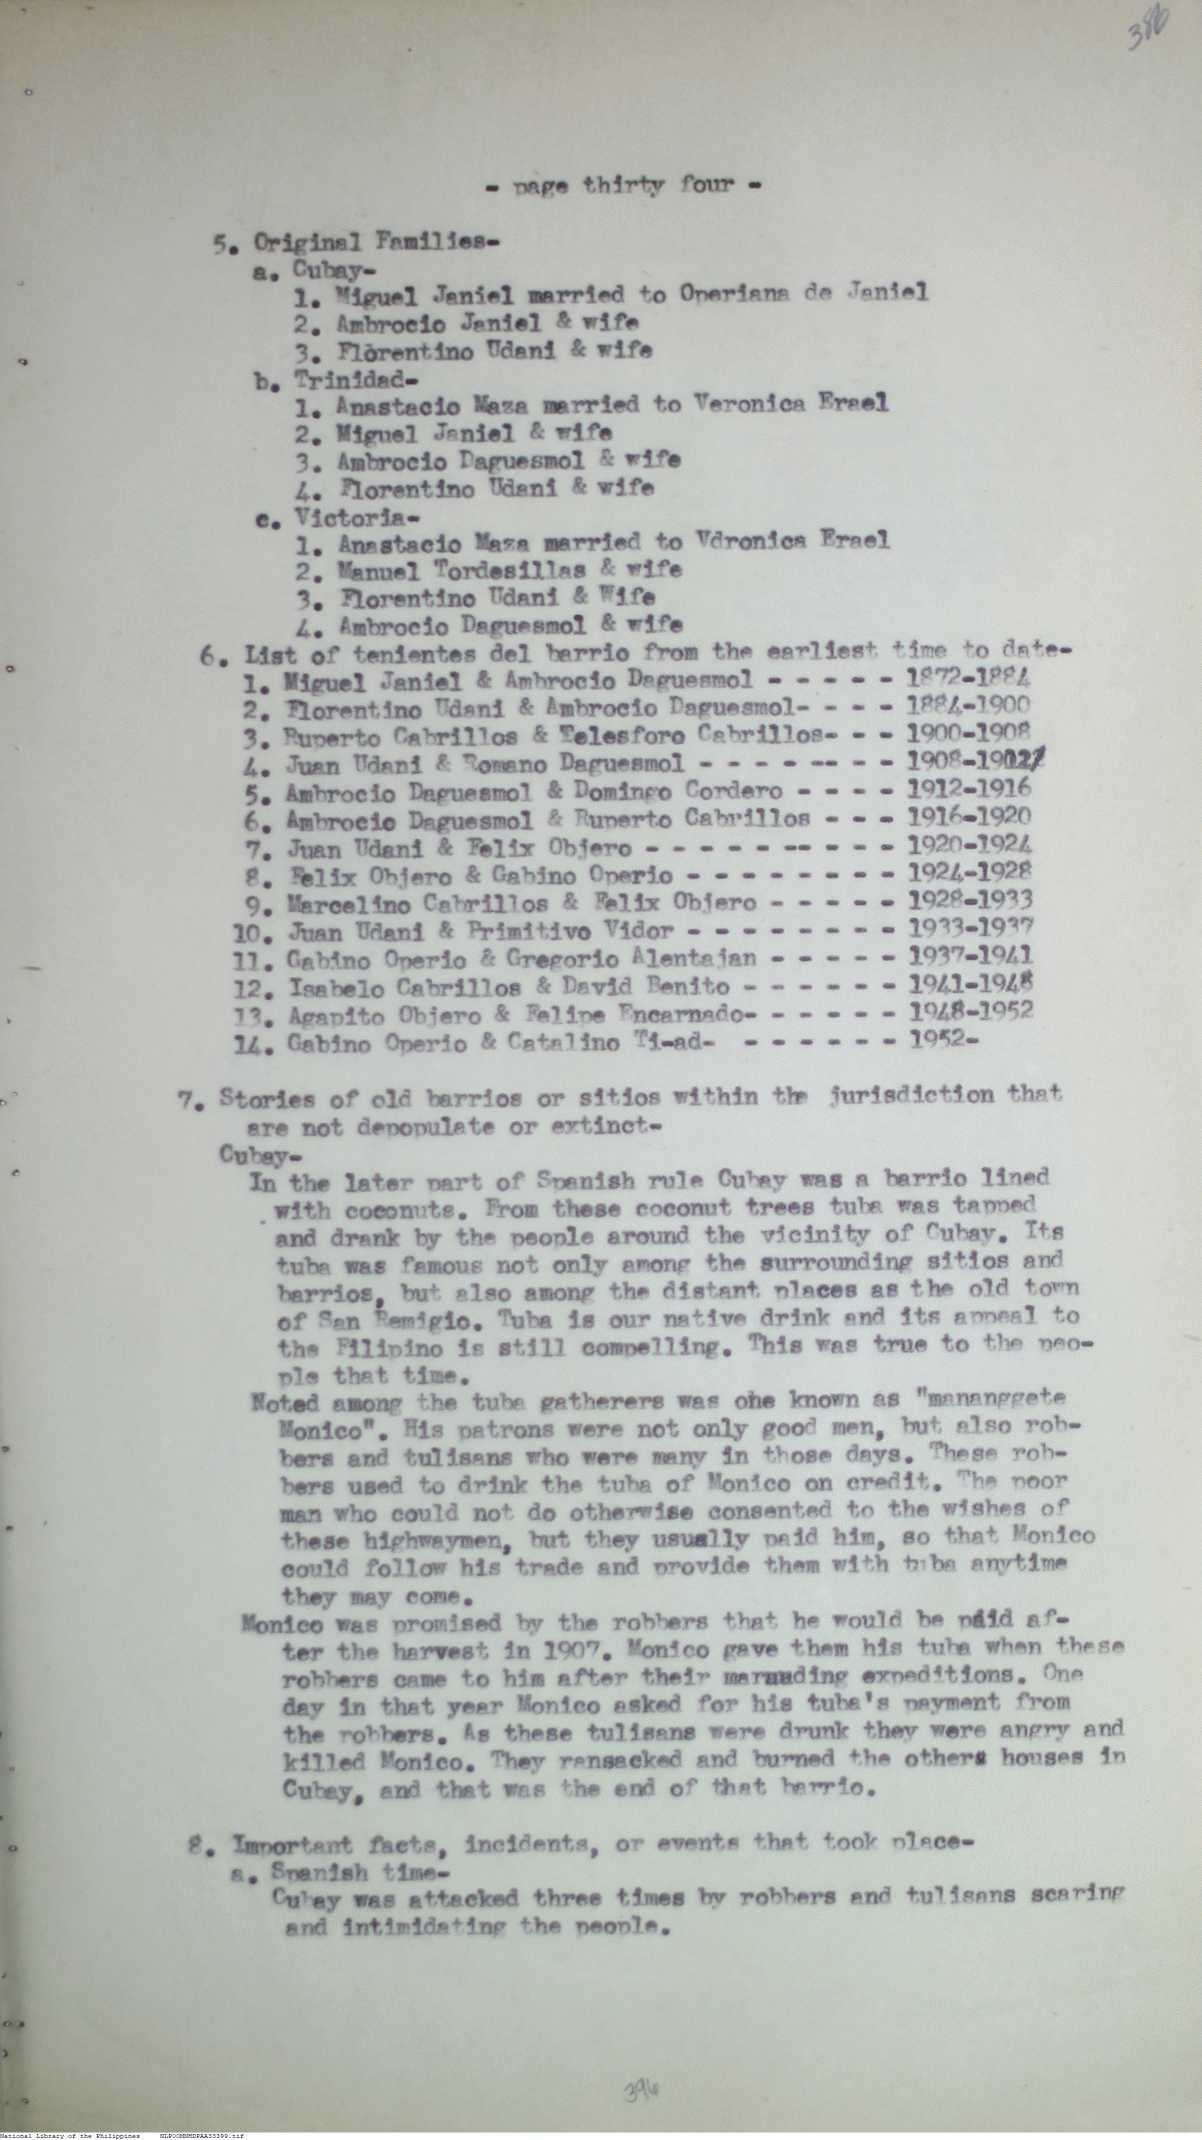 386
- page thirty four -
5. Original Families-
a. Cubay-
1. Miguel Janiel married to Operiana de Janiel
2. Ambrocio Janiel & wife
3. Florentino Udani & wife
b. Trinidad-
1. Anastacio Maza married to Veronica Erael
2. Miguel Janiel & wife
3. Ambrocio Daguesmol & wife
4. Florentino Udani & wife
c. Victoria-
1. Anastacio Maza married to Vdronica Erael
2. Manuel Tordesillas & wife
3. Florentino Udani & Wife
4. Ambrocio Daguesmol & wife
6. List of tenientes del barrio from the earliest time to date-
1. Miguel Janiel & Ambrocio Daguesmol - - - - - 1872-1884
2. Florentino Udani & Ambrocio Daguesmol- - - - 1884-1900
3. Ruperto Cabrillos & Telesforo Cabrillos- - - 1900-1908
4. Juan Udani & Romano Daguesmol - - - - -- - - 1908-1912
5. Ambrocio Daguesmol & Domingo Cordero - - - - 1912-1916
6. Ambrocio Daguesmol & Ruperto Cabrillos - - - 1916-1920
7. Juan Udani & Felix Objero - - - - - -- - - - 1920-1924
8. Felix Objero & Gabino Operio - - - - - - - - 1924-1928
9. Marcelino Cabrillos & Felix Objero - - - - - 1928-1933
10. Juan Udani & Primitivo Vidor - - - - - - - - 1933-1937
11. Gabino Operio & Gregorio Alentajan - - - - - 1937-1941
12. Isabelo Cabrillos & David Benito - - - - - - 1941-1948
13. Agapito Objero & Felipe Encarnado- - - - - - 1948-1952
14. Gabino Operio & Catalino Ti-ad- - - - - - - 1952-
7. Stories of old barrios or sitios within the jurisdiction that
are not depopulate or extinct-
Cubay-
In the later part of Spanish rule Cubay was a barrio lined
with coconuts. From these coconut trees tuba was tapped
and drank by the people around the vicinity of Cubay. Its
tuba was famous not only among the surrounding sitios and
barrios, but also among the distant places as the old town
of San Remigio. Tuba is our native drink and its appeal to
the Filipino is still compelling. This was true to the peo-
ple that time.
Noted among the tuba gatherers was one known as "mananggete
Monico". His patrons were not only good men, but also rob-
bers and tulisans who were many in those days. These rob-
bers used to drink the tuba of Monico on credit. The poor
man who could not do otherwise consented to the wishes of
these highwaymen, but they usually paid him, so that Monico
could follow his trade and provide them with tuba anytime
they may come.
Monico was promised by the robbers that he would be paid af-
ter the harvest in 1907. Monico gave them his tuba when these
robbers came to him after their marauding expeditions. One
day in that year Monico asked for his tuba's payment from
the robbers. As these tulisans were drunk they were angry and
killed Monico. They ransacked and burned the others houses in
Cubay, and that was the end of that barrio.
8. Important facts, incidents, or events that took place-
a. Spanish time-
Cubay was attacked three times by robbers and tulisans scaring
and intimidating the people.
396
National Library of the Philippines NLPOOMNMDPAA33399.tif